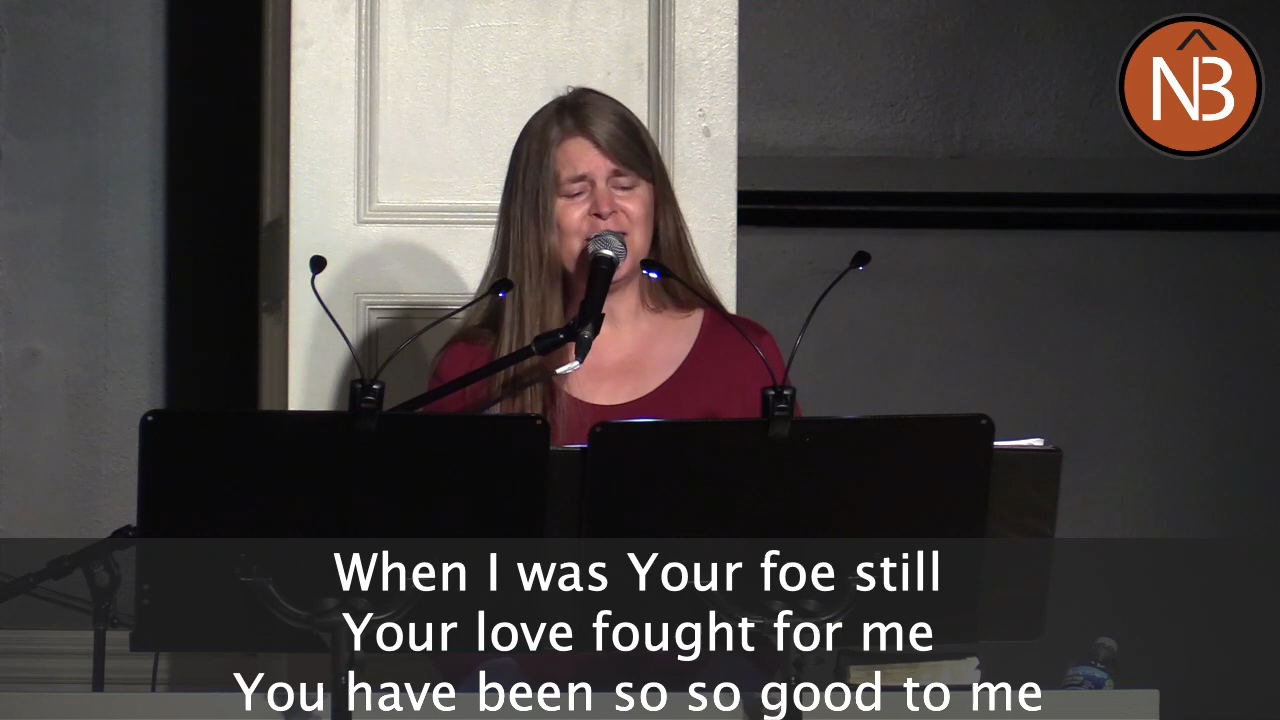 NB
When I was Your foe still
Your love fought for me
You have been so so good to me